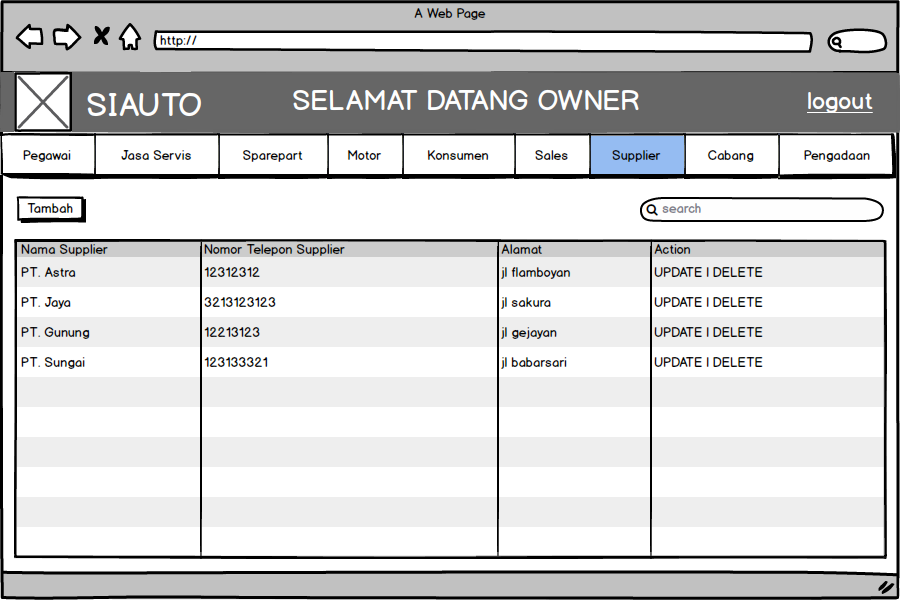 A Web Page
http://
SIAUTO
SELAMAT DATANG OWNER
logout
Pegawai
Jasa Servis
Sparepart
Motor
Konsumen
Sales
Supplier
Cabang
Pengadaan
Tambah
search
Nama Supplier Nomor Telepon Supplier Alamat Action
PT. Astra 12312312 jl flamboyan UPDATE I DELETE
PT. Jaya 3213123123 jl sakura UPDATE I DELETE
PT. Gunung 12213123 jl gejayan UPDATE I DELETE
PT. Sungai 123133321 jl babarsari UPDATE I DELETE